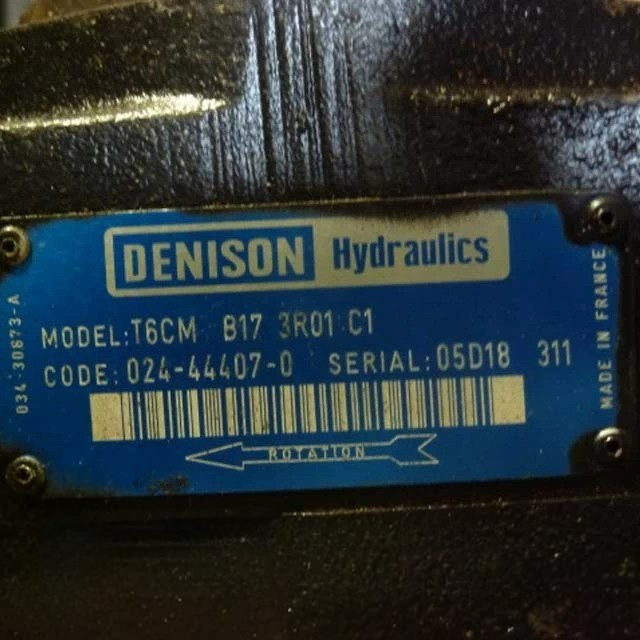 DENISON Hydraulics
MODEL: T6CM B17 3R01 C1
CODE: 024-44407-0 SERIAL: 05D18 311
ROTATION
034-30873-A
MADE IN FRANCE